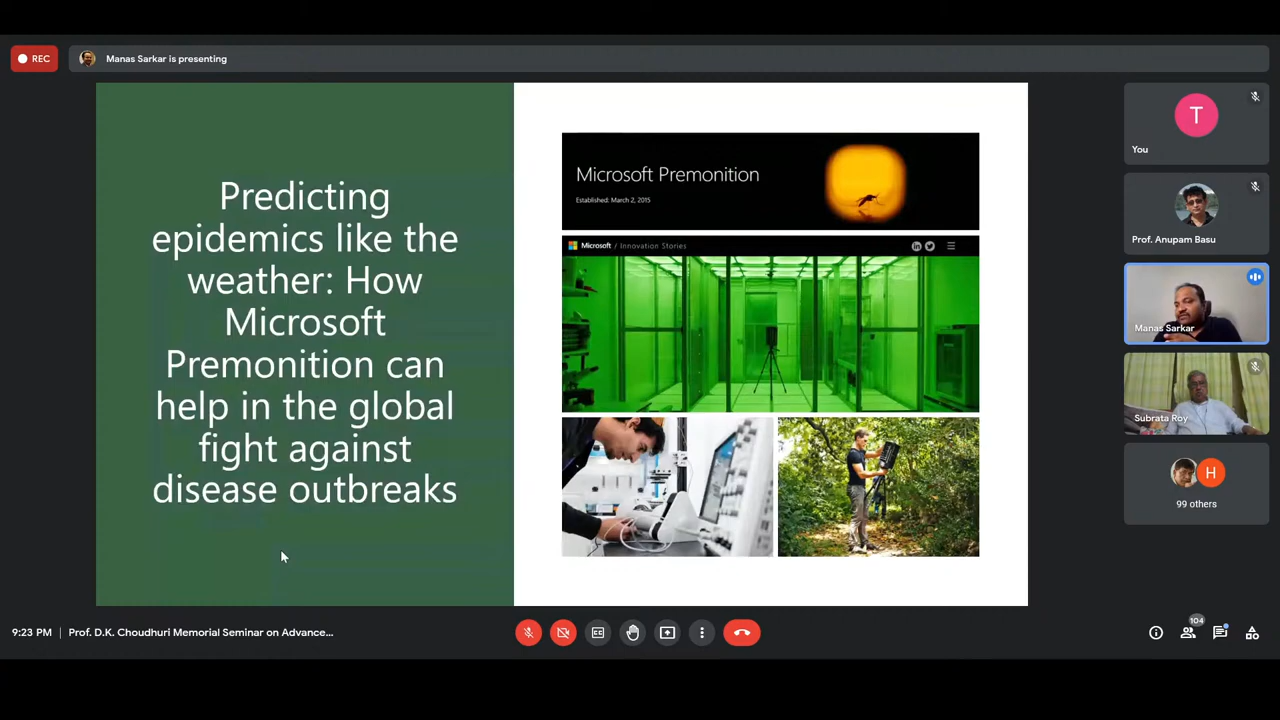 REC
Manas Sarkar is presenting
Predicting
epidemics like the
weather: How
Microsoft
Premonition can
help in the global
fight against
disease outbreaks
Microsoft Premonition
Established: March 2, 2015
Microsoft / Innovation Stories
T
You
Prof. Anupam Basu
Manas Sarkar
Subrata Roy
H
99 others
9:23 PM | Prof. D.K. Choudhuri Memorial Seminar on Advance...
104